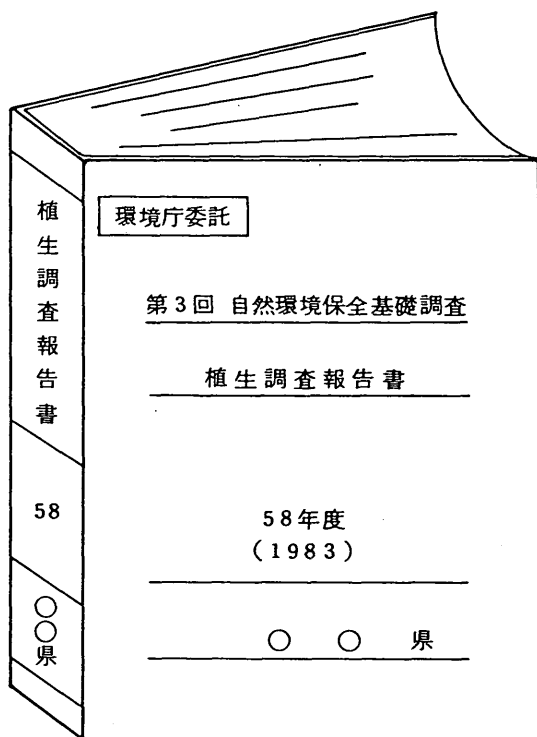 植生調査報告書
58
○○県
環境庁委託
第3回 自然環境保全基礎調査
植生調査報告書
58年度
(1983)
○ ○ 県